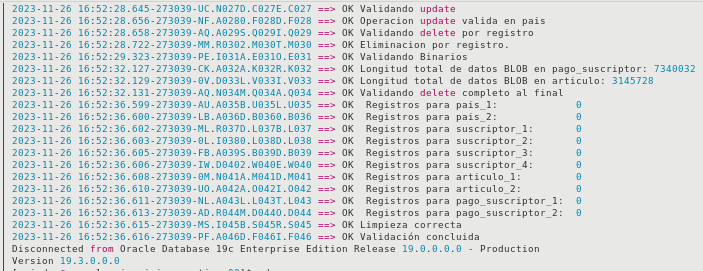 2023-11-26 16:52:28.645-273039-UC.N027D.C027E.C027 ==> OK Validando update
2023-11-26 16:52:28.656-273039-NF.A0280.F028D.F028 ==> OK Operacion update valida en pais
2023-11-26 16:52:28.658-273039-AQ.A029S.Q029I.Q029 ==> OK Validando delete por registro
2023-11-26 16:52:28.722-273039-MM.R0302.M030T.M030 ==> OK Eliminacion por registro.
2023-11-26 16:52:29.323-273039-PE.I031A.E031O.E031 ==> OK Validando Binarios
2023-11-26 16:52:32.127-273039-CK.A032A.K032R.K032 ==> OK Longitud total de datos BLOB en pago_suscriptor: 7340032
2023-11-26 16:52:32.129-273039-0V.D033L.V033I.V033 ==> OK Longitud total de datos BLOB en articulo: 3145728
2023-11-26 16:52:32.131-273039-AQ.N034M.Q034A.Q034 ==> OK Validando delete completo al final
2023-11-26 16:52:36.599-273039-AU.A035B.U035L.U035 ==> OK Registros para pais_1: 0
2023-11-26 16:52:36.600-273039-LB.A036D.B036O.B036 ==> OK Registros para pais_2: 0
2023-11-26 16:52:36.602-273039-ML.R037D.L037B.L037 ==> OK Registros para suscriptor_1: 0
2023-11-26 16:52:36.603-273039-0L.I0380.L038D.L038 ==> OK Registros para suscriptor_2: 0
2023-11-26 16:52:36.605-273039-FB.A039S.B039D.B039 ==> OK Registros para suscriptor_3: 0
2023-11-26 16:52:36.606-273039-IW.D0402.W040E.W040 ==> OK Registros para suscriptor_4: 0
2023-11-26 16:52:36.608-273039-0M.N041A.M041D.M041 ==> OK Registros para articulo_1: 0
2023-11-26 16:52:36.610-273039-UO.A042A.O042I.O042 ==> OK Registros para articulo_2: 0
2023-11-26 16:52:36.611-273039-NL.A043L.L043T.L043 ==> OK Registros para pago_suscriptor_1: 0
2023-11-26 16:52:36.613-273039-AD.R044M.D044O.D044 ==> OK Registros para pago_suscriptor_2: 0
2023-11-26 16:52:36.615-273039-MS.I045B.S045R.S045 ==> OK Limpieza correcta
2023-11-26 16:52:36.616-273039-PF.A046D.F046I.F046 ==> OK Validación concluida
Disconnected from Oracle Database 19c Enterprise Edition Release 19.0.0.0.0 - Production
Version 19.3.0.0.0